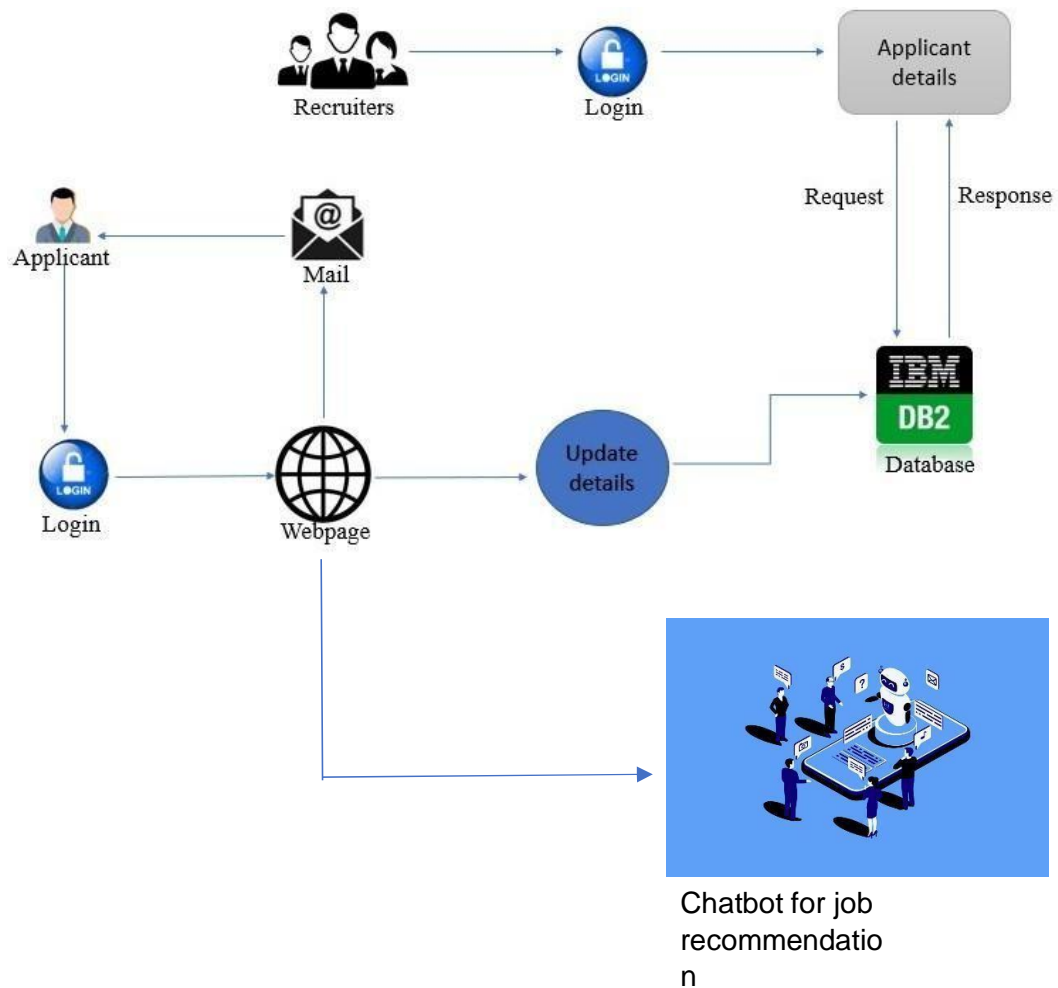 Recruiters
LOGIN
Login
Applicant
details
Request
Response
Applicant
@
Mail
LOGIN
Login
Webpage
Update
details
IBM
DB2
Database
?
Chatbot for job
recommendatio
n